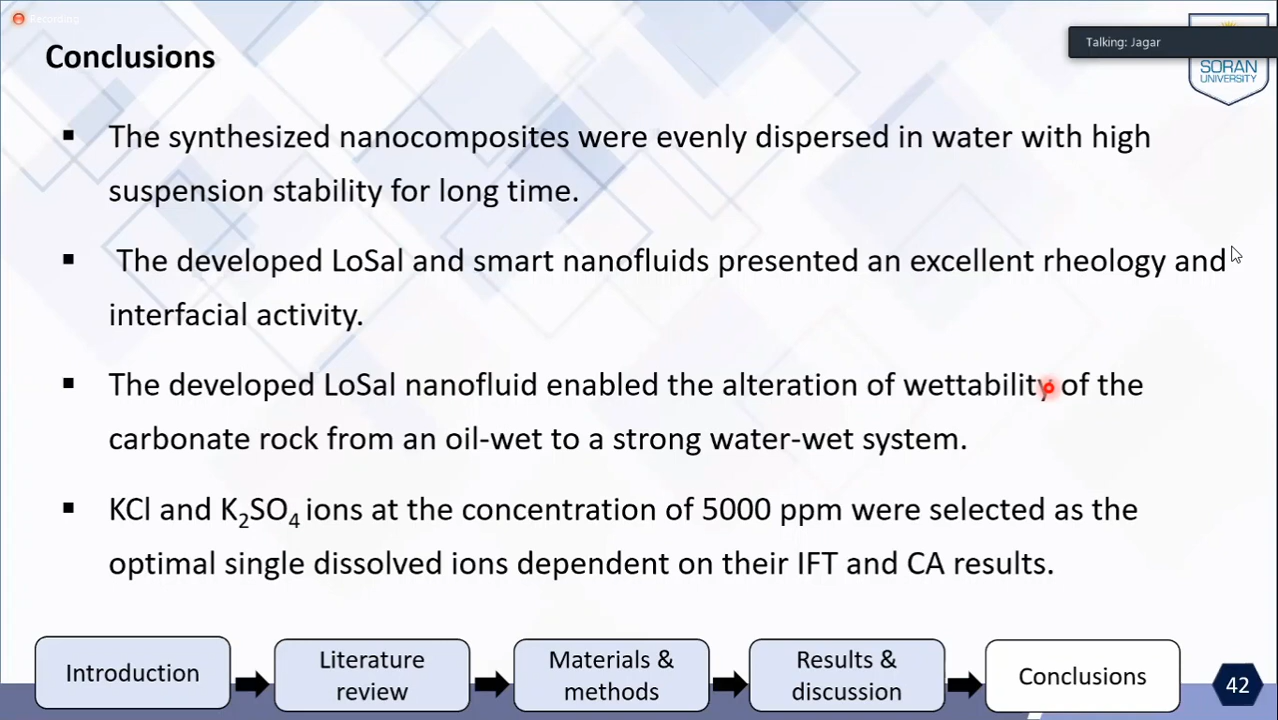 Recording
Talking: Jagar
SORAN
UNIVERSITY
Conclusions
▪ The synthesized nanocomposites were evenly dispersed in water with high
suspension stability for long time.
▪ The developed LoSal and smart nanofluids presented an excellent rheology and
interfacial activity.
▪ The developed LoSal nanofluid enabled the alteration of wettability of the
carbonate rock from an oil-wet to a strong water-wet system.
▪ KCl and K₂SO₄ ions at the concentration of 5000 ppm were selected as the
optimal single dissolved ions dependent on their IFT and CA results.
Introduction
Literature
review
Materials &
methods
Results &
discussion
Conclusions
42